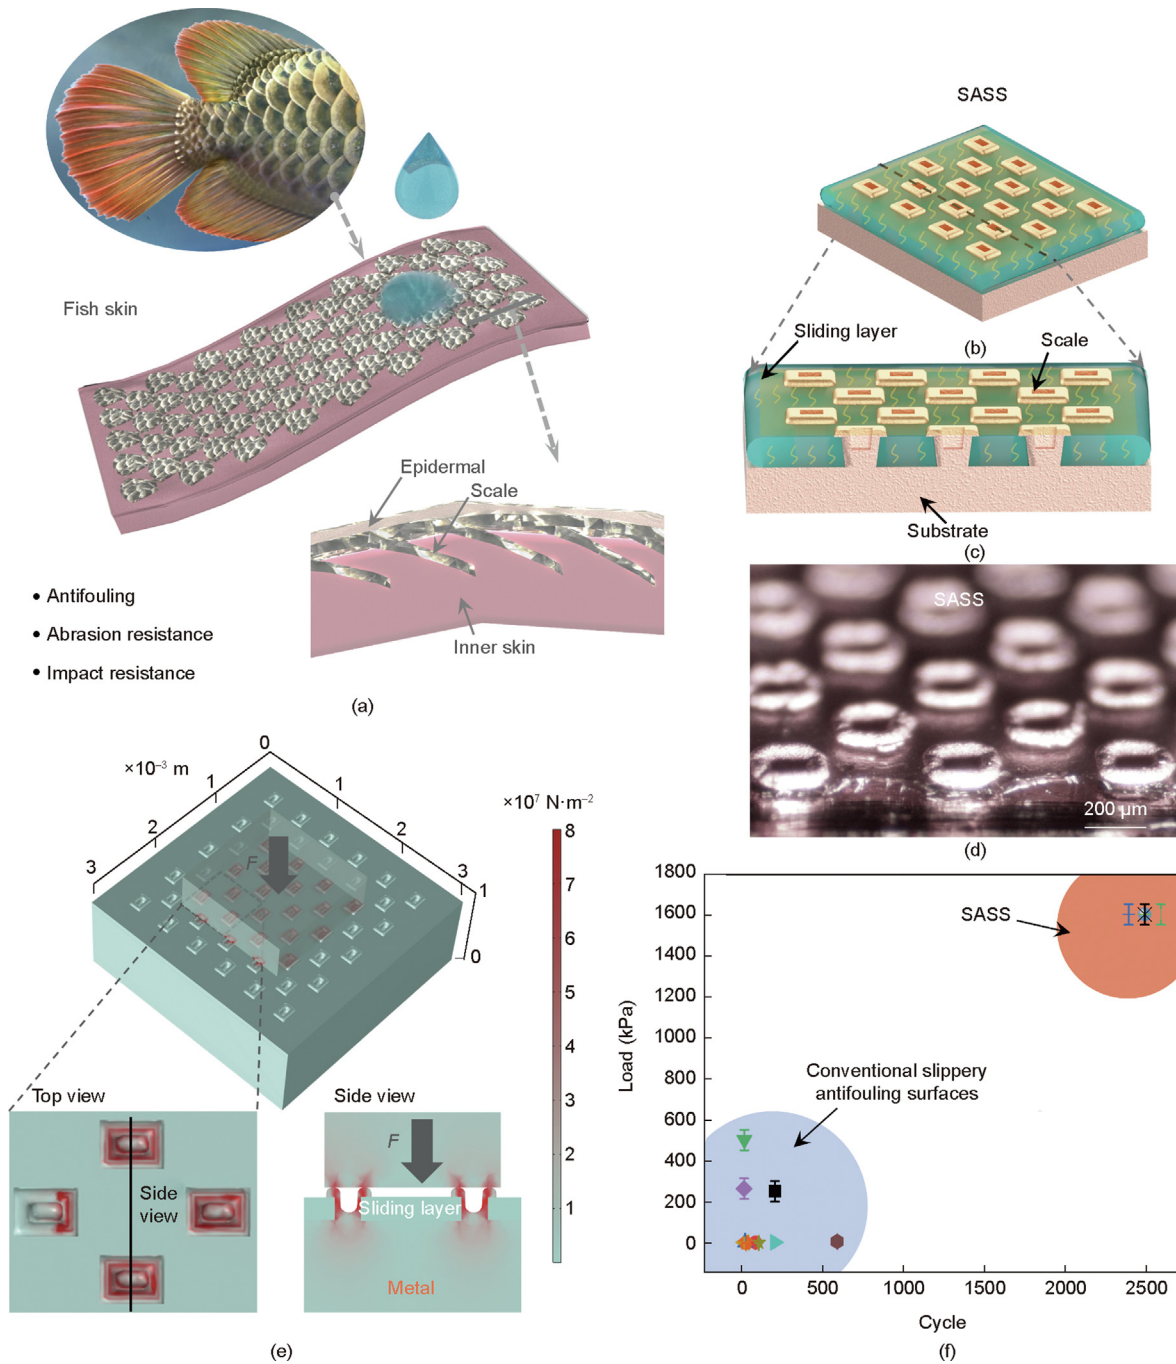 Fish skin
Epidermal
Scale
Inner skin
• Antifouling
• Abrasion resistance
• Impact resistance
(a)
SASS
(b)
Sliding layer
Scale
Substrate
(c)
SASS
200 μm
(d)
×10⁻³ m
0
1
2
3
1
2
3
1
0
F
×10⁷ N·m⁻²
8
7
6
5
4
3
2
1
Top view
Side view
Side
view
F
Sliding layer
Metal
(e)
Load (kPa)
1800
1600
1400
1200
1000
800
600
400
200
0
0
500
1000
1500
2000
2500
Cycle
SASS
Conventional slippery
antifouling surfaces
(f)